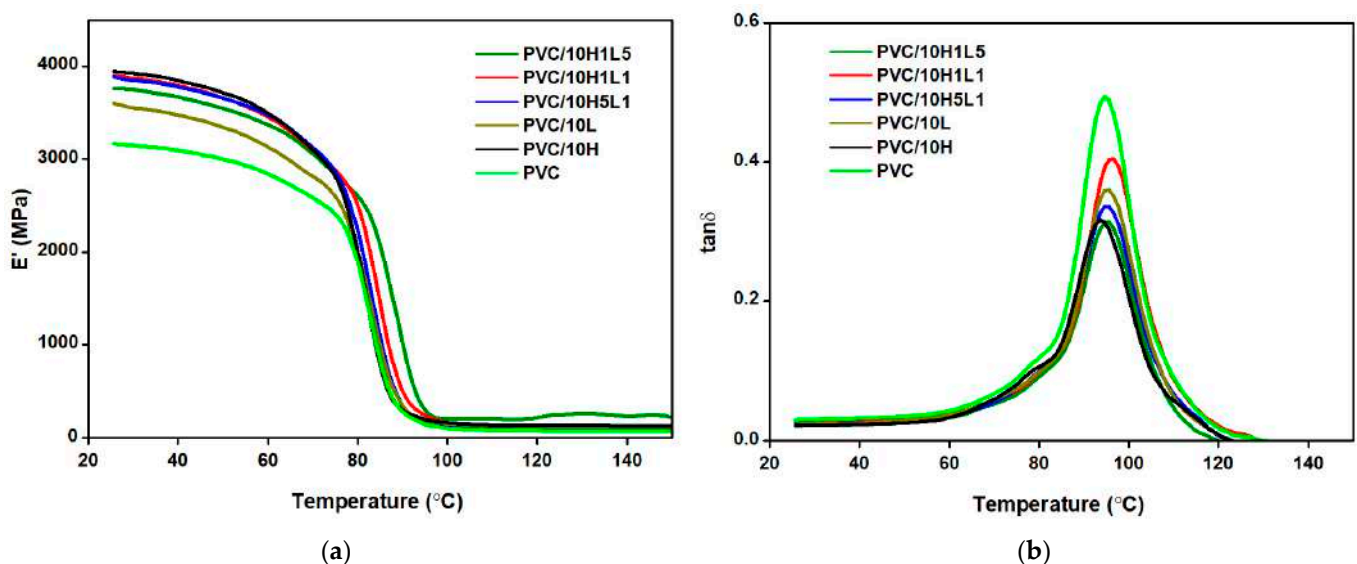 PVC/10H1L5
PVC/10H1L1
PVC/10H5L1
PVC/10L
PVC/10H
PVC
4000
3000
2000
1000
0
E' (MPa)
20 40 60 80 100 120 140
Temperature (°C)
(a)
0.6
PVC/10H1L5
PVC/10H1L1
PVC/10H5L1
PVC/10L
PVC/10H
PVC
0.4
0.2
0.0
tanδ
20 40 60 80 100 120 140
Temperature (°C)
(b)